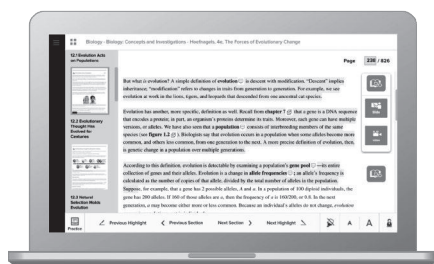 Biology - Biology: Concepts and Investigations - Hoefnagels, 4e, The Forces of Evolutionary Change
12.1 Evolution Acts
on Populations
Page 236 / 826
But what is evolution? A simple definition of evolution is descent with modification. "Descent" implies
inheritance; "modification" refers to changes in traits from generation to generation. For example, we see
evolution at work in the lions, tigers, and leopards that descended from one ancestral cat species.
12.2 Evolutionary
Thought Has
Evolved for
Centuries
Evolution has another, more specific, definition as well. Recall from chapter 7 that a gene is a DNA sequence
that encodes a protein; in part, an organism's proteins determine its traits. Moreover, each gene can have multiple
versions, or alleles. We have also seen that a population consists of interbreeding members of the same
species (see figure 1.2). Biologists say that evolution occurs in a population when some alleles become more
common, and others less common, from one generation to the next. A more precise definition of evolution, then,
is genetic change in a population over multiple generations.
According to this definition, evolution is detectable by examining a population's gene pool —its entire
collection of genes and their alleles. Evolution is a change in allele frequencies ; an allele's frequency is
calculated as the number of copies of that allele, divided by the total number of alleles in the population.
Suppose, for example, that a gene has 2 possible alleles, A and a. In a population of 100 diploid individuals, the
gene has 200 alleles. If 160 of those alleles are a, then the frequency of a is 160/200, or 0.8. In the next
generation, a may become either more or less common. Because an individual's alleles do not change, evolution
12.3 Natural
Selection Molds
Evolution
Practice
Previous Highlight
Previous Section
Next Section
Next Highlight
A
A